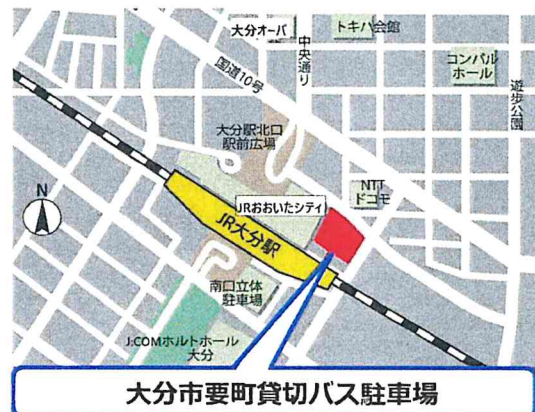 大分オーパ
トキハ会館
中央通り
コンパル
ホール
国道10号
遊歩公園
大分駅北口
駅前広場
NTT
ドコモ
JRおおいたシティ
N
JR大分駅
南口立体
駐車場
J:COMホルトホール
大分
大分市要町貸切バス駐車場